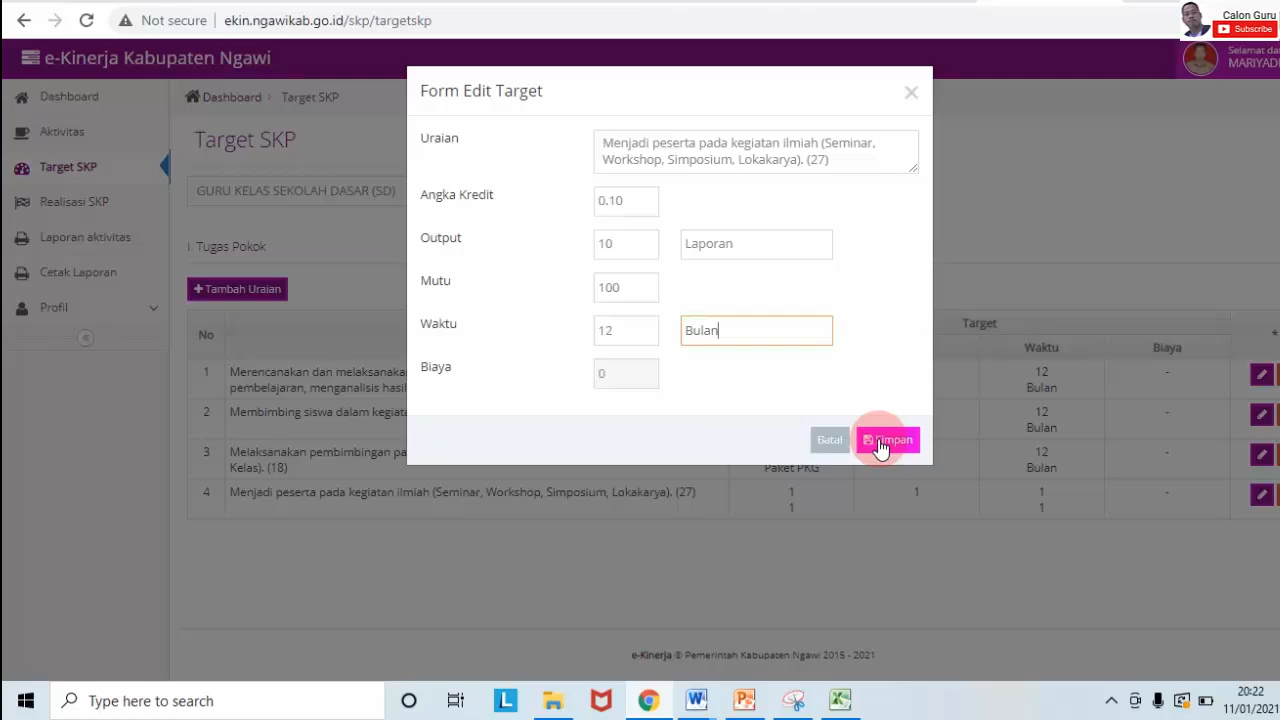 Not secure | ekin.ngawikab.go.id/skp/targetskp
Calon Guru
Subscribe
e-Kinerja Kabupaten Ngawi
MARIYADI
Dashboard
Aktivitas
Target SKP
Realisasi SKP
Laporan aktivitas
Cetak Laporan
Profil
Dashboard › Target SKP
Target SKP
GURU KELAS SEKOLAH DASAR (SD)
I. Tugas Pokok
+ Tambah Uraian
Form Edit Target
×
Uraian
Menjadi peserta pada kegiatan ilmiah (Seminar,
Workshop, Simposium, Lokakarya). (27)
Angka Kredit 0.10
Output 10 Laporan
Mutu 100
Waktu 12 Bulan
Biaya 0
Batal
No Target
Waktu Biaya
1 Merencanakan dan melaksanakan 12 -
pembelajaran, menganalisis hasil Bulan
2 Membimbing siswa dalam kegiata 12 -
Bulan
3 Melaksanakan pembimbingan pa 12 -
Kelas). (18) Paket PKG Bulan
4 Menjadi peserta pada kegiatan ilmiah (Seminar, Workshop, Simposium, Lokakarya). (27) 1 1 1 -
1 1
e-Kinerja © Pemerintah Kabupaten Ngawi 2015 - 2021
Type here to search
20:22
11/01/2021